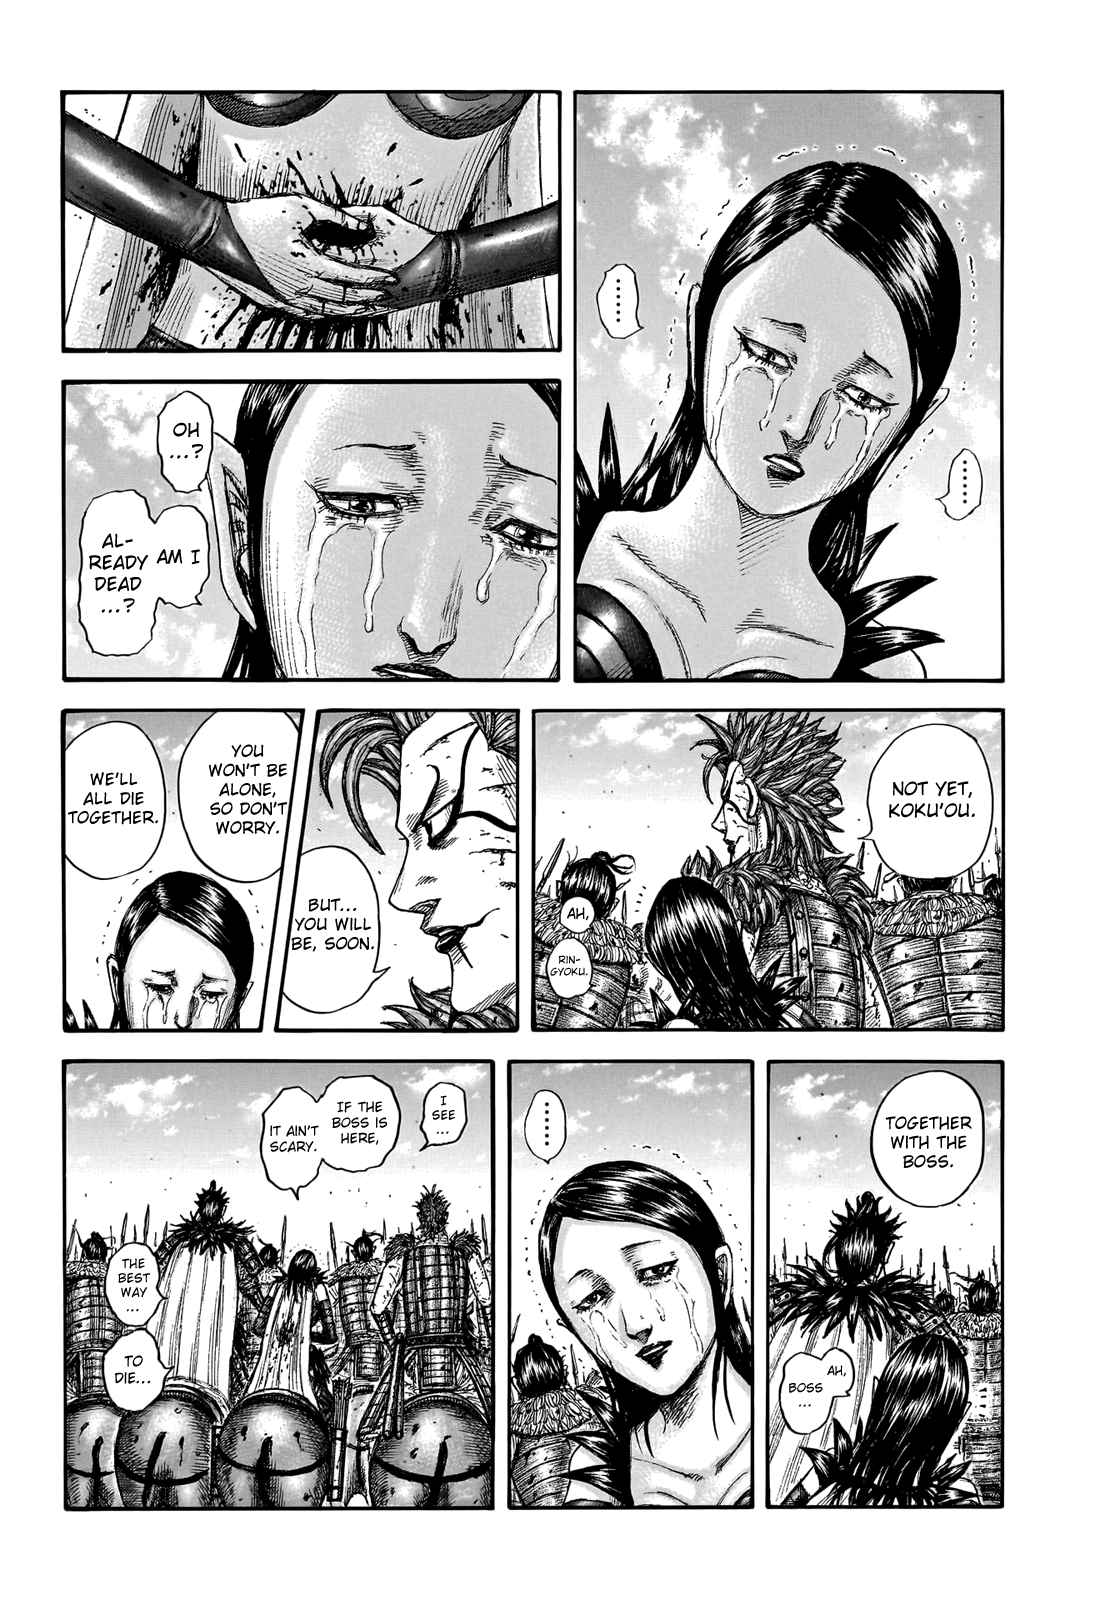 ......
......
OH
...?
AM I
AL-
READY
DEAD
...?
NOT YET,
KOKU'OU.
AH,
RIN-
GYOKU.
BUT...
YOU WILL
BE, SOON.
YOU
WON'T BE
ALONE,
SO DON'T
WORRY.
WE'LL
ALL DIE
TOGETHER.
TOGETHER
WITH THE
BOSS.
AH,
BOSS
...
......
I
SEE
...
IF THE
BOSS IS
HERE,
IT AIN'T
SCARY.
THE
BEST
WAY
...
TO
DIE...